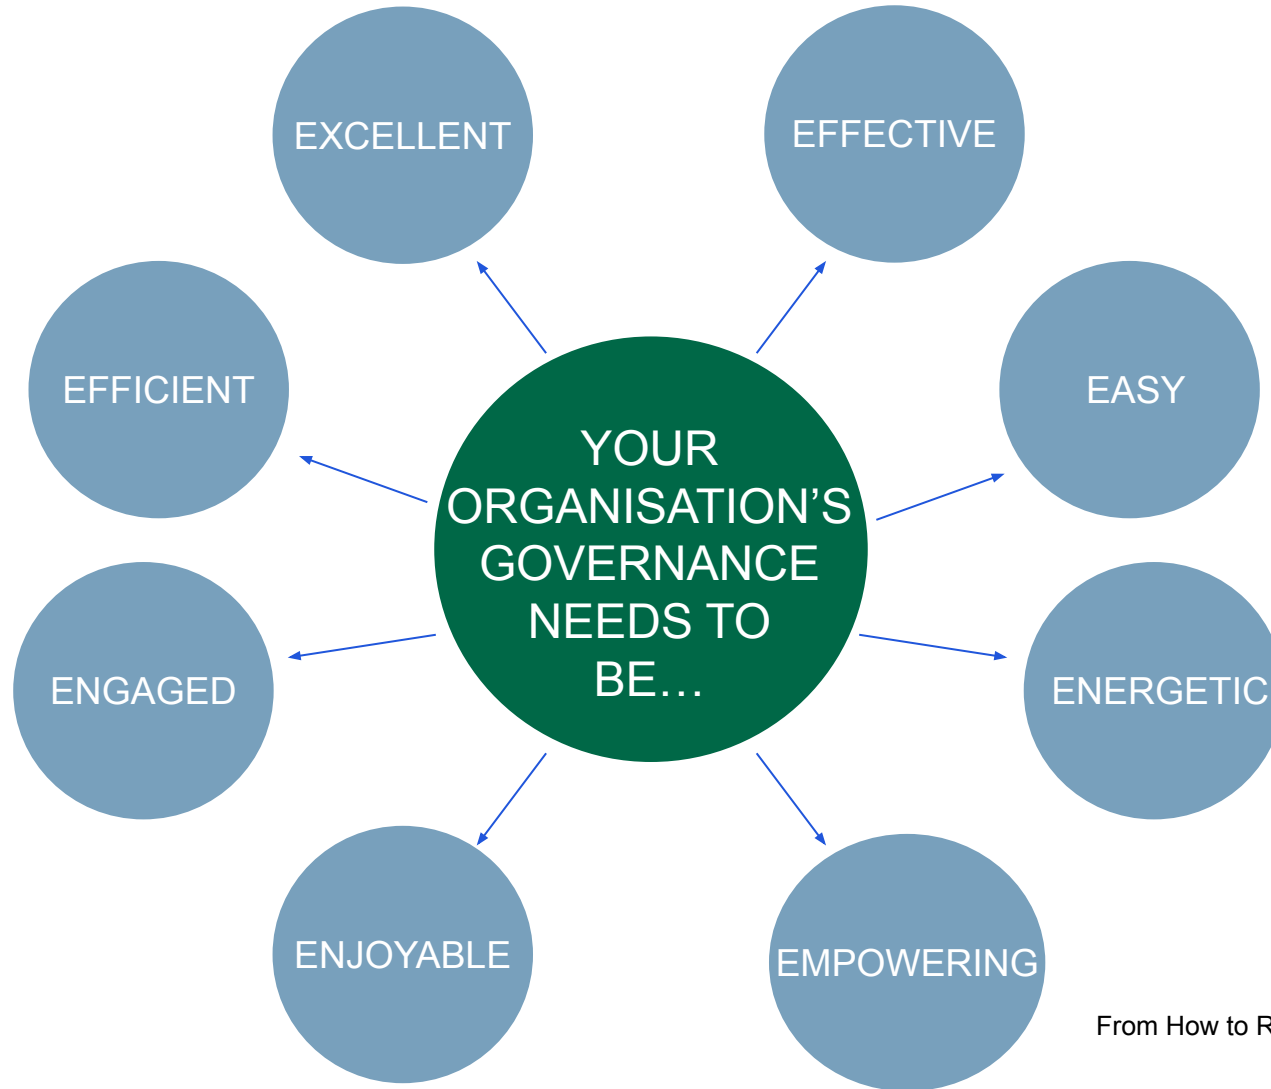 EXCELLENT
EFFECTIVE
EFFICIENT
EASY
YOUR
ORGANISATION’S
GOVERNANCE
NEEDS TO
BE…
ENGAGED
ENERGETIC
ENJOYABLE
EMPOWERING
From How to R